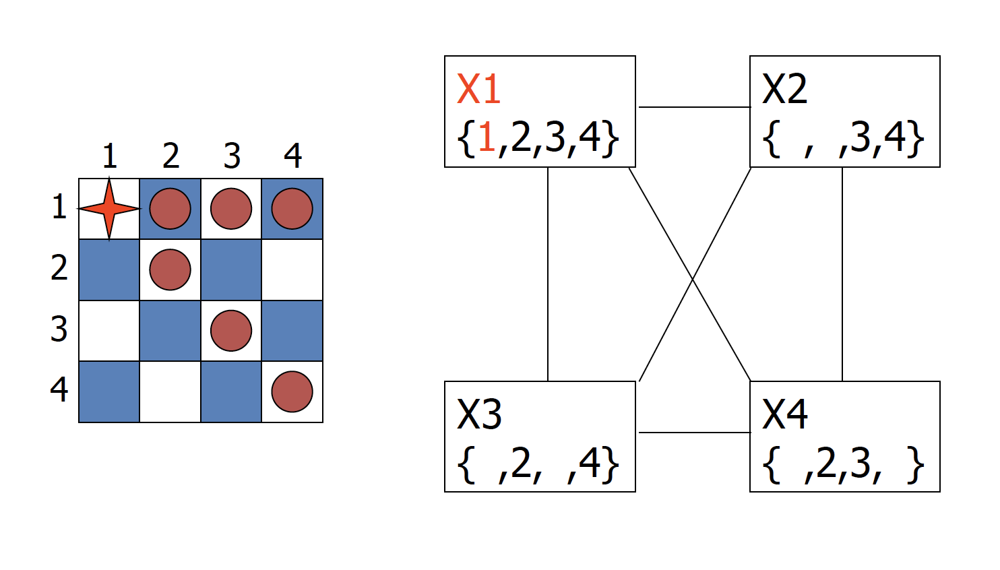 X1
{1,2,3,4}
X2
{ , ,3,4}
1 2 3 4
1
2
3
4
X3
{ ,2, ,4}
X4
{ ,2,3, }